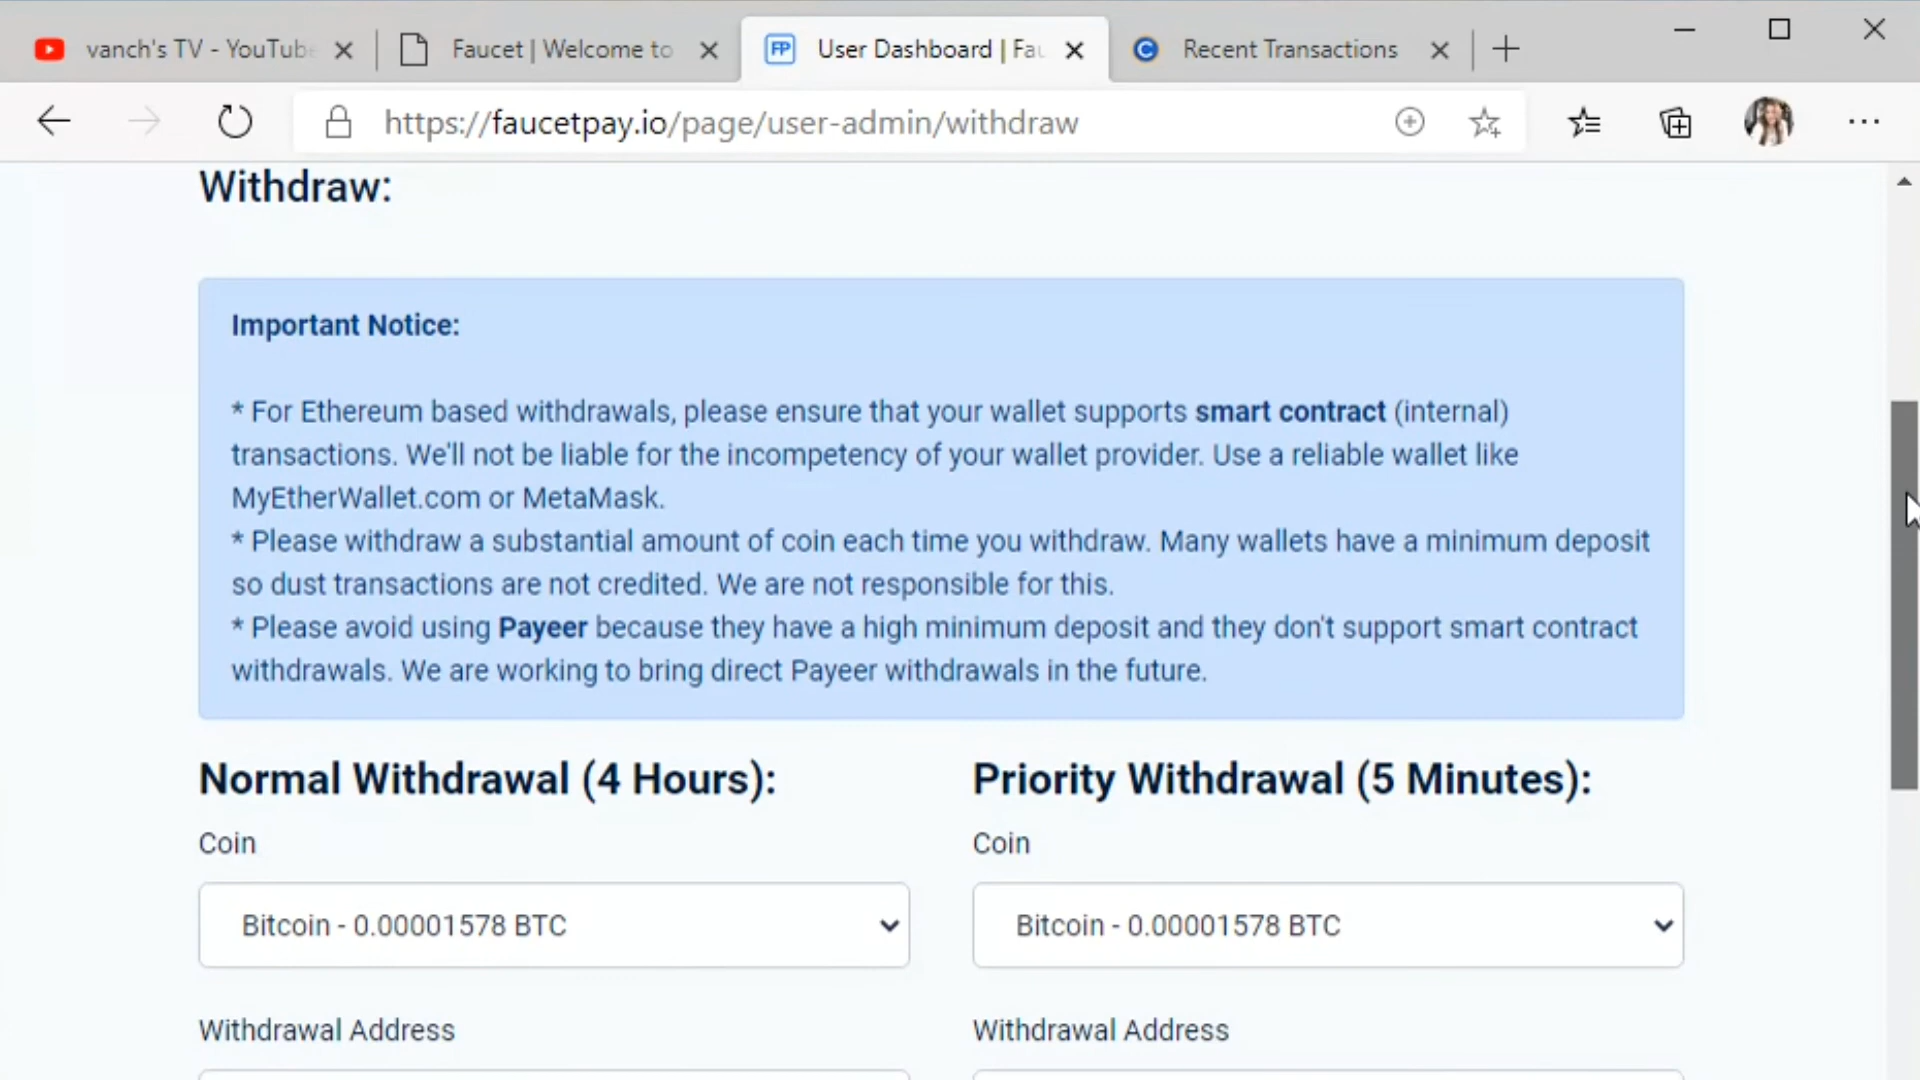 vanch's TV - YouTube
Faucet | Welcome to
FP
User Dashboard | Fau
C
Recent Transactions
https://faucetpay.io/page/user-admin/withdraw
Withdraw:
Important Notice:
* For Ethereum based withdrawals, please ensure that your wallet supports smart contract (internal)
transactions. We'll not be liable for the incompetency of your wallet provider. Use a reliable wallet like
MyEtherWallet.com or MetaMask.
* Please withdraw a substantial amount of coin each time you withdraw. Many wallets have a minimum deposit
so dust transactions are not credited. We are not responsible for this.
* Please avoid using Payeer because they have a high minimum deposit and they don't support smart contract
withdrawals. We are working to bring direct Payeer withdrawals in the future.
Normal Withdrawal (4 Hours):
Coin
Bitcoin - 0.00001578 BTC
Withdrawal Address
Priority Withdrawal (5 Minutes):
Coin
Bitcoin - 0.00001578 BTC
Withdrawal Address